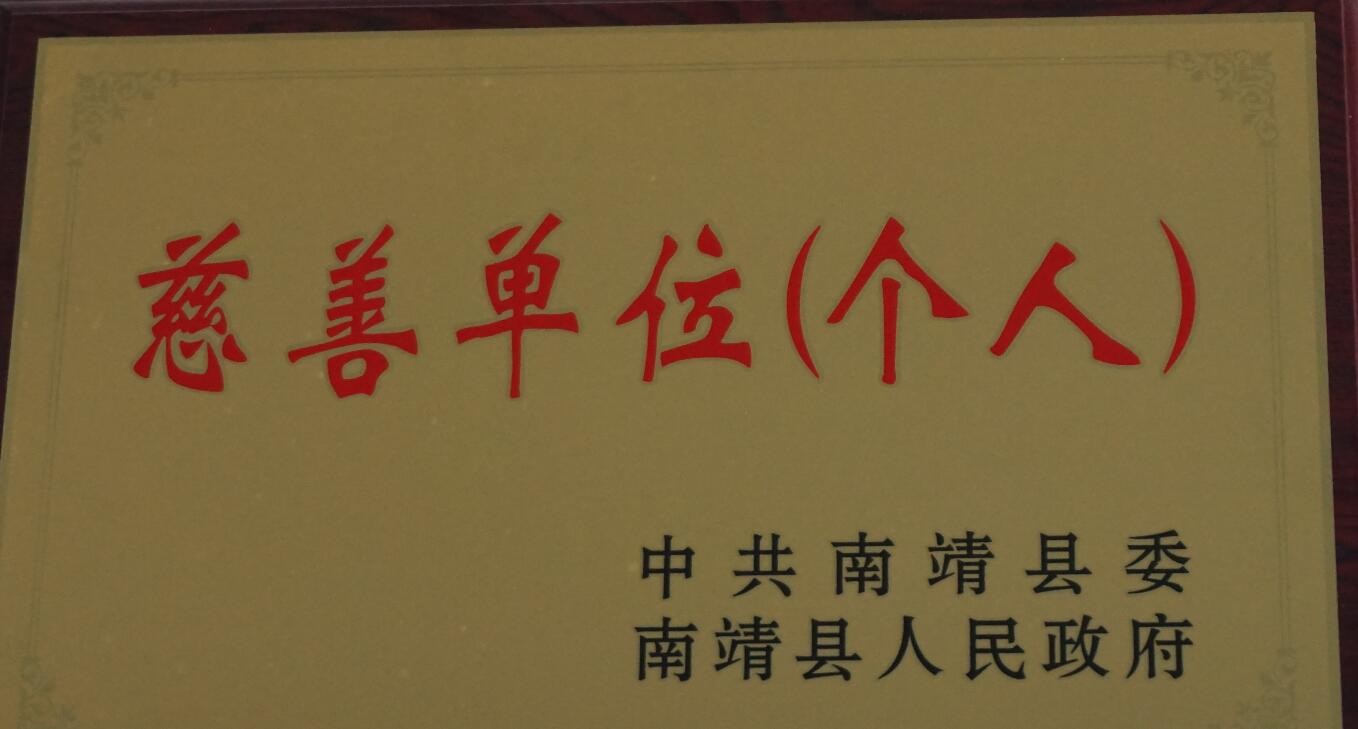 慈善单位(个人)
中共南靖县委
南靖县人民政府